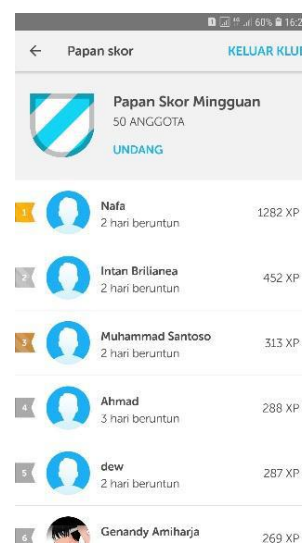 60% 16:2
Papan skor KELUAR KLUB
Papan Skor Mingguan
50 ANGGOTA
UNDANG
1 Nafa 1282 XP
2 hari beruntun
2 Intan Brilianea 452 XP
2 hari beruntun
3 Muhammad Santoso 313 XP
2 hari beruntun
4 Ahmad 288 XP
3 hari beruntun
5 dew 287 XP
2 hari beruntun
6 Genandy Amiharja 269 XP